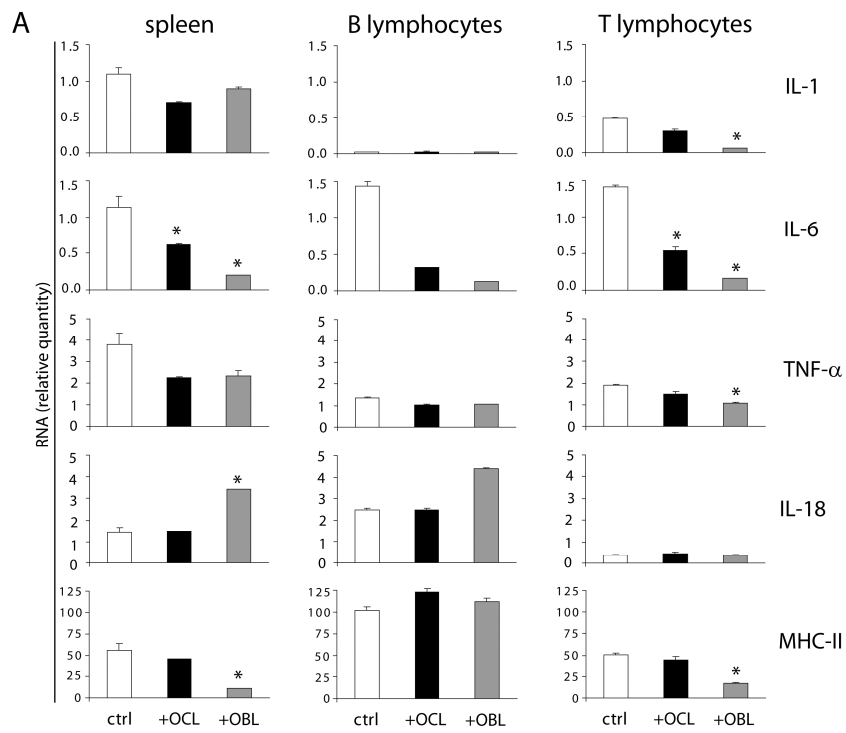 A
spleen B lymphocytes T lymphocytes
RNA (relative quantity)
1.5 1.5 1.5
1.0 1.0 1.0
0.5 0.5 0.5
0.0 0.0 0.0
*
IL-1
1.5 1.5 1.5
1.0 1.0 1.0
0.5 0.5 0.5
0.0 0.0 0.0
* * * *
IL-6
5 5 5
4 4 4
3 3 3
2 2 2
1 1 1
0 0 0
*
TNF-α
5 5 5
4 4 4
3 3 3
2 2 2
1 1 1
0 0 0
*
IL-18
125 125 125
100 100 100
75 75 75
50 50 50
25 25 25
0 0 0
* *
MHC-II
ctrl +OCL +OBL ctrl +OCL +OBL ctrl +OCL +OBL